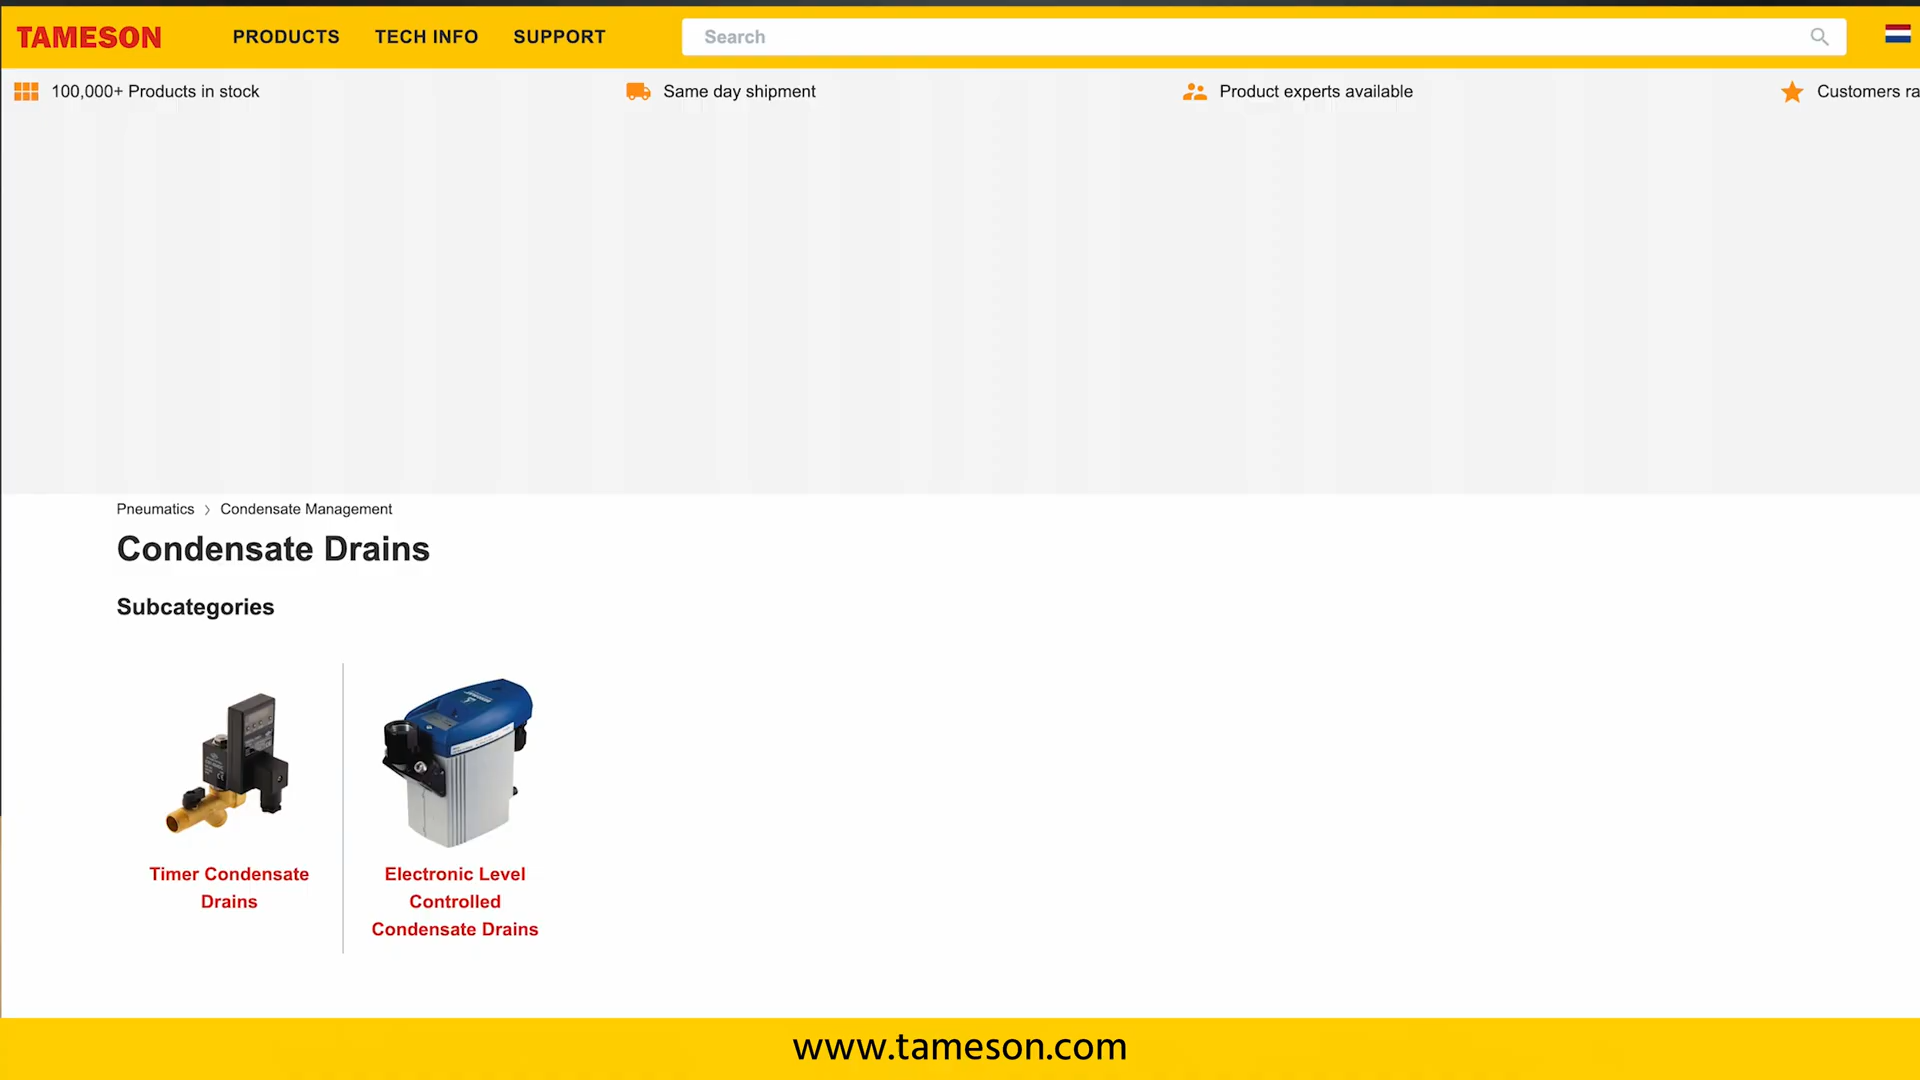 TAMESON
PRODUCTS TECH INFO SUPPORT Search
100,000+ Products in stock Same day shipment Product experts available Customers ra
Pneumatics > Condensate Management
Condensate Drains
Subcategories
Timer Condensate
Drains
Electronic Level
Controlled
Condensate Drains
www.tameson.com